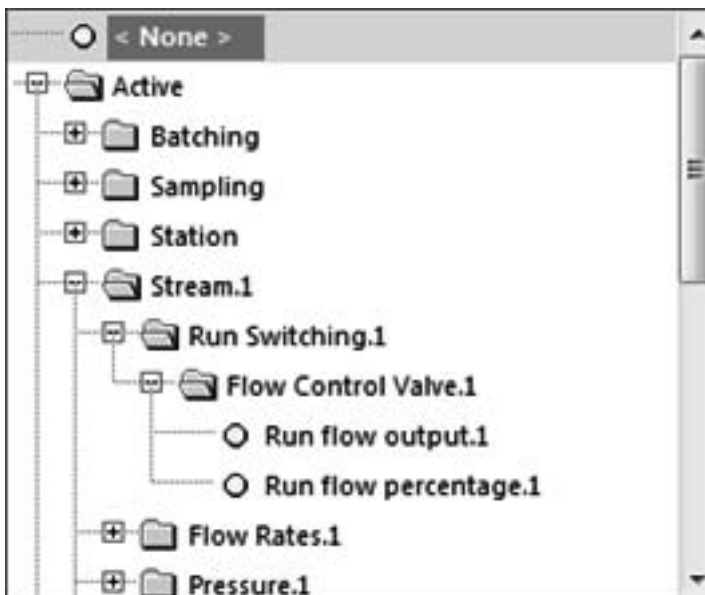 < None >
Active
Batching
Sampling
Station
Stream.1
Run Switching.1
Flow Control Valve.1
Run flow output.1
Run flow percentage.1
Flow Rates.1
Pressure.1